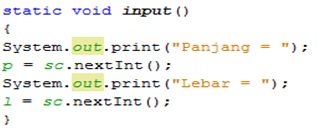 static void input()
{
System.out.print("Panjang = ");
p = sc.nextInt();
System.out.print("Lebar = ");
l = sc.nextInt();
}